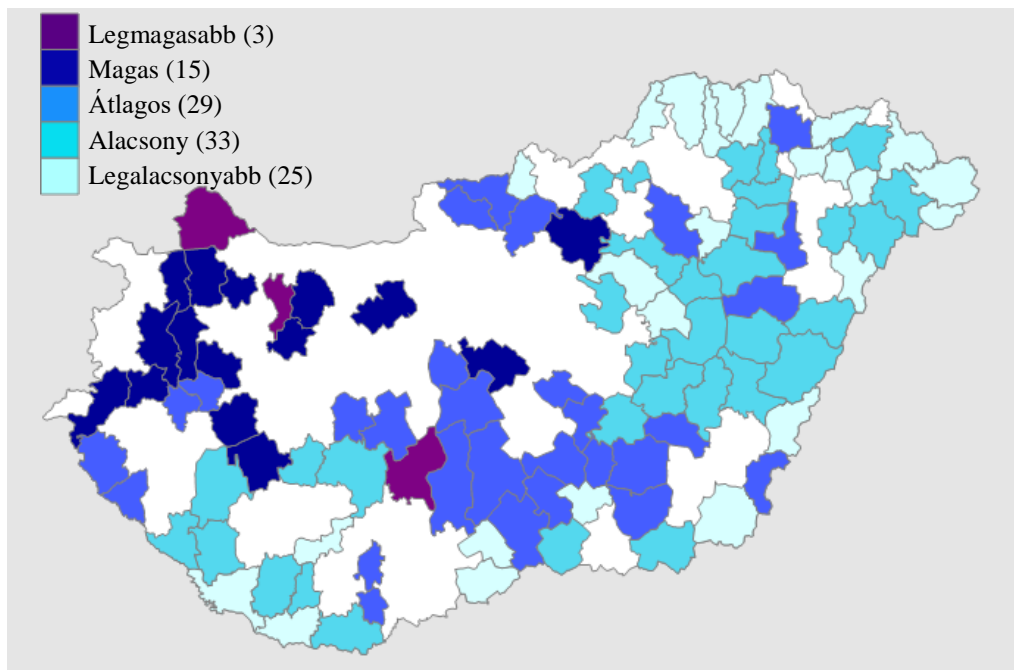 Legmagasabb (3)
Magas (15)
Átlagos (29)
Alacsony (33)
Legalacsonyabb (25)